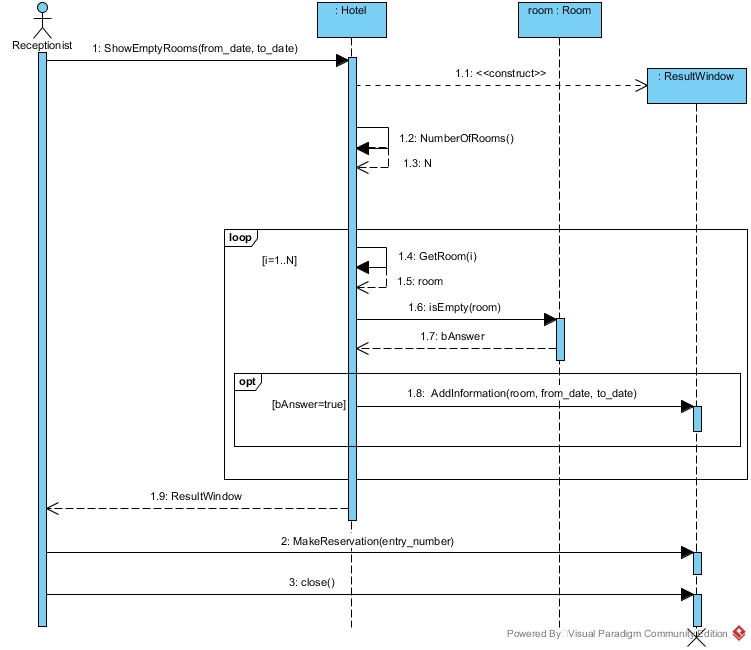 : Hotel
room : Room
Receptionist
1: ShowEmptyRooms(from_date, to_date)
1.1: <<construct>>
: ResultWindow
1.2: NumberOfRooms()
1.3: N
loop
[i=1..N]
1.4: GetRoom(i)
1.5: room
1.6: isEmpty(room)
1.7: bAnswer
opt
[bAnswer=true]
1.8: AddInformation(room, from_date, to_date)
1.9: ResultWindow
2: MakeReservation(entry_number)
3: close()
Powered By Visual Paradigm Community Edition